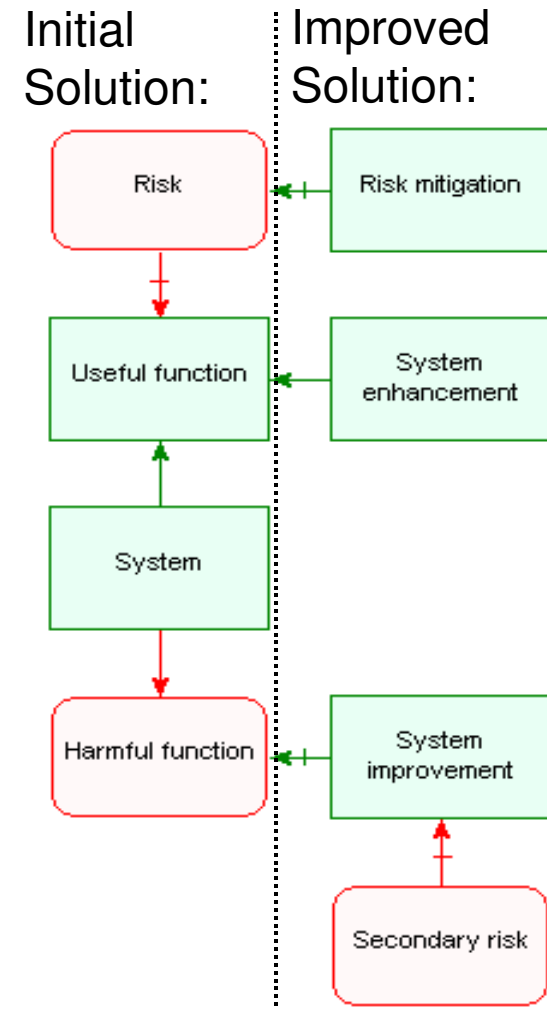 Initial
Solution:
Improved
Solution:
Risk
Risk mitigation
Useful function
System
enhancement
System
Harmful function
System
improvement
Secondary risk